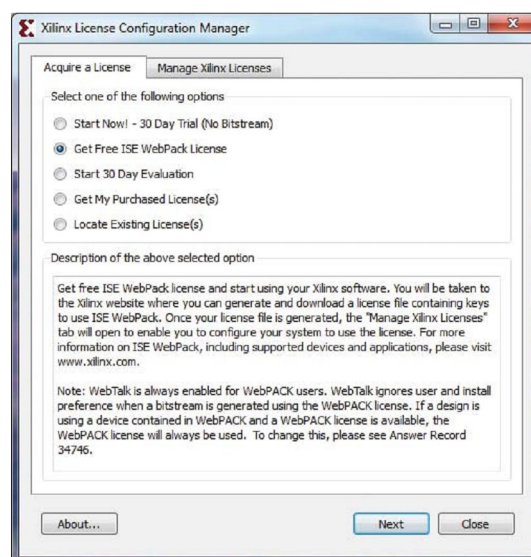 Xilinx License Configuration Manager
Acquire a License
Manage Xilinx Licenses
Select one of the following options
Start Now! - 30 Day Trial (No Bitstream)
Get Free ISE WebPack License
Start 30 Day Evaluation
Get My Purchased License(s)
Locate Existing License(s)
Description of the above selected option
Get free ISE WebPack license and start using your Xilinx software. You will be taken to
the Xilinx website where you can generate and download a license file containing keys
to use ISE WebPack. Once your license file is generated, the "Manage Xilinx Licenses"
tab will open to enable you to configure your system to use the license. For more
information on ISE WebPack, including supported devices and applications, please visit
www.xilinx.com.
Note: WebTalk is always enabled for WebPACK users. WebTalk ignores user and install
preference when a bitstream is generated using the WebPACK license. If a design is
using a device contained in WebPACK and a WebPACK license is available, the
WebPACK license will always be used. To change this, please see Answer Record
34746.
About...
Next
Close